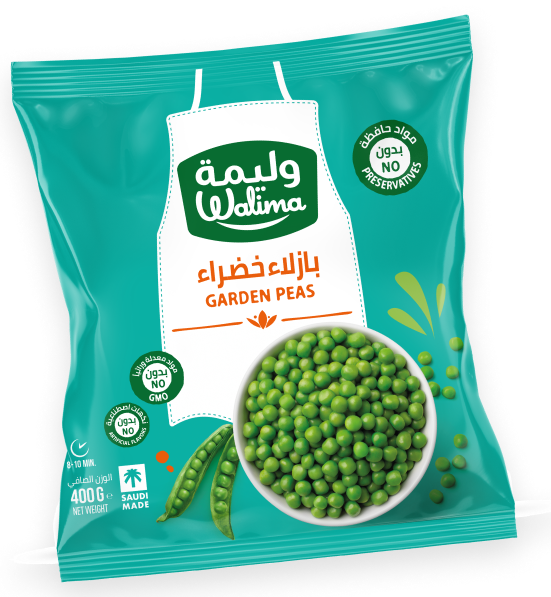 وليمة
Walima
بازلاء خضراء
GARDEN PEAS
مواد حافظة
بدون
NO
PRESERVATIVES
مواد معدلة وراثيا
بدون
NO
GMO
نكهات اصطناعية
بدون
NO
ARTIFICIAL FLAVORS
8-10 MIN.
الوزن الصافي
400 G ℮
NET WEIGHT
SAUDI
MADE